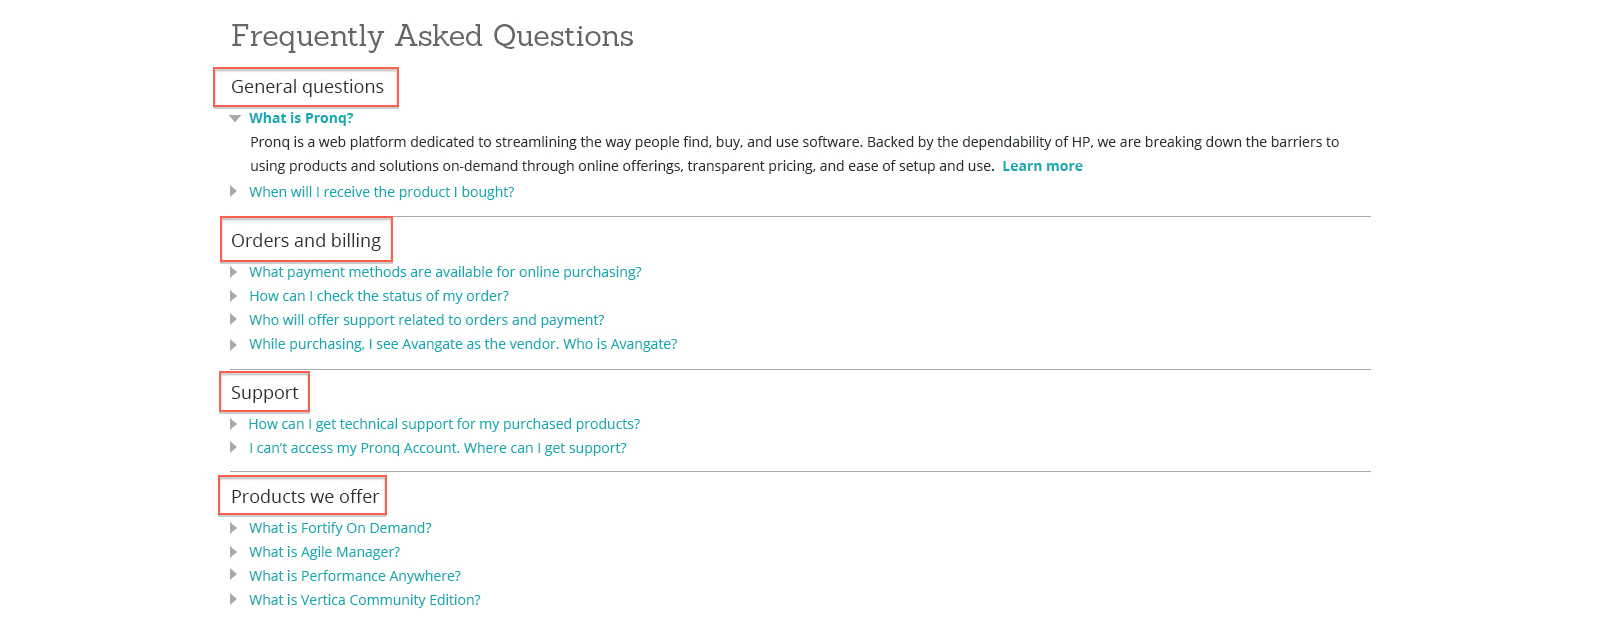 Frequently Asked Questions
General questions
What is Pronq?
Pronq is a web platform dedicated to streamlining the way people find, buy, and use software. Backed by the dependability of HP, we are breaking down the barriers to
using products and solutions on-demand through online offerings, transparent pricing, and ease of setup and use. Learn more
When will I receive the product I bought?
Orders and billing
What payment methods are available for online purchasing?
How can I check the status of my order?
Who will offer support related to orders and payment?
While purchasing, I see Avangate as the vendor. Who is Avangate?
Support
How can I get technical support for my purchased products?
I can't access my Pronq Account. Where can I get support?
Products we offer
What is Fortify On Demand?
What is Agile Manager?
What is Performance Anywhere?
What is Vertica Community Edition?